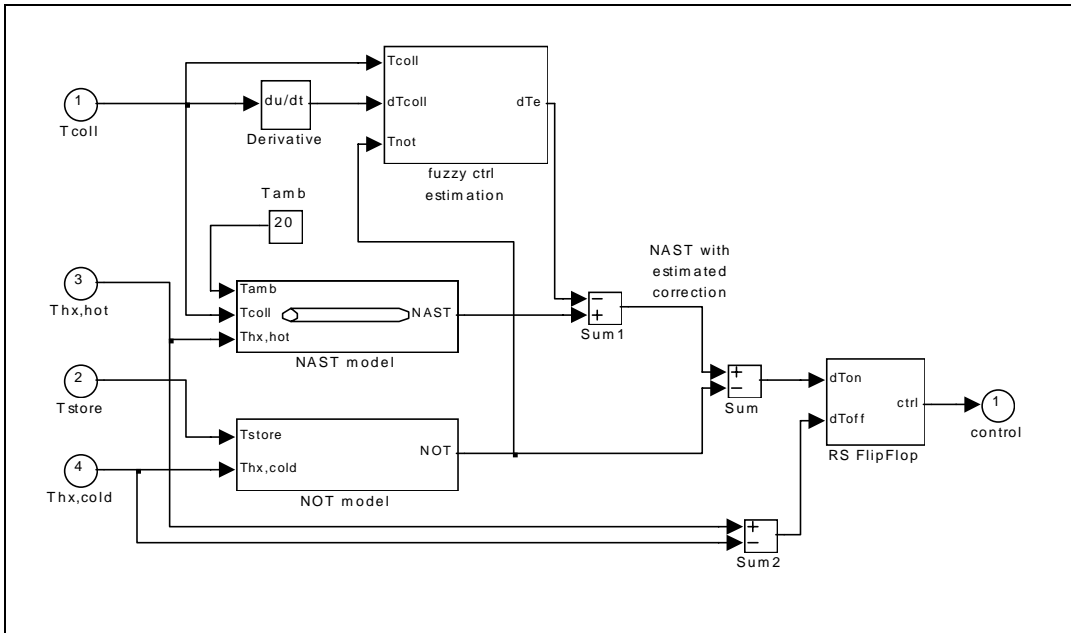 Tcoll
1
du/dt
dTcoll
dTe
Tcoll
Derivative
Tnot
fuzzy ctrl
estimation
Tamb
20
NAST with
estimated
correction
3
Thx,hot
Tamb
Tcoll
NAST
Thx,hot
NAST model
−
+
Sum1
2
Tstore
+
−
Sum
dTon
ctrl
dToff
RS FlipFlop
1
control
Tstore
NOT
Thx,cold
NOT model
4
Thx,cold
+
−
Sum2